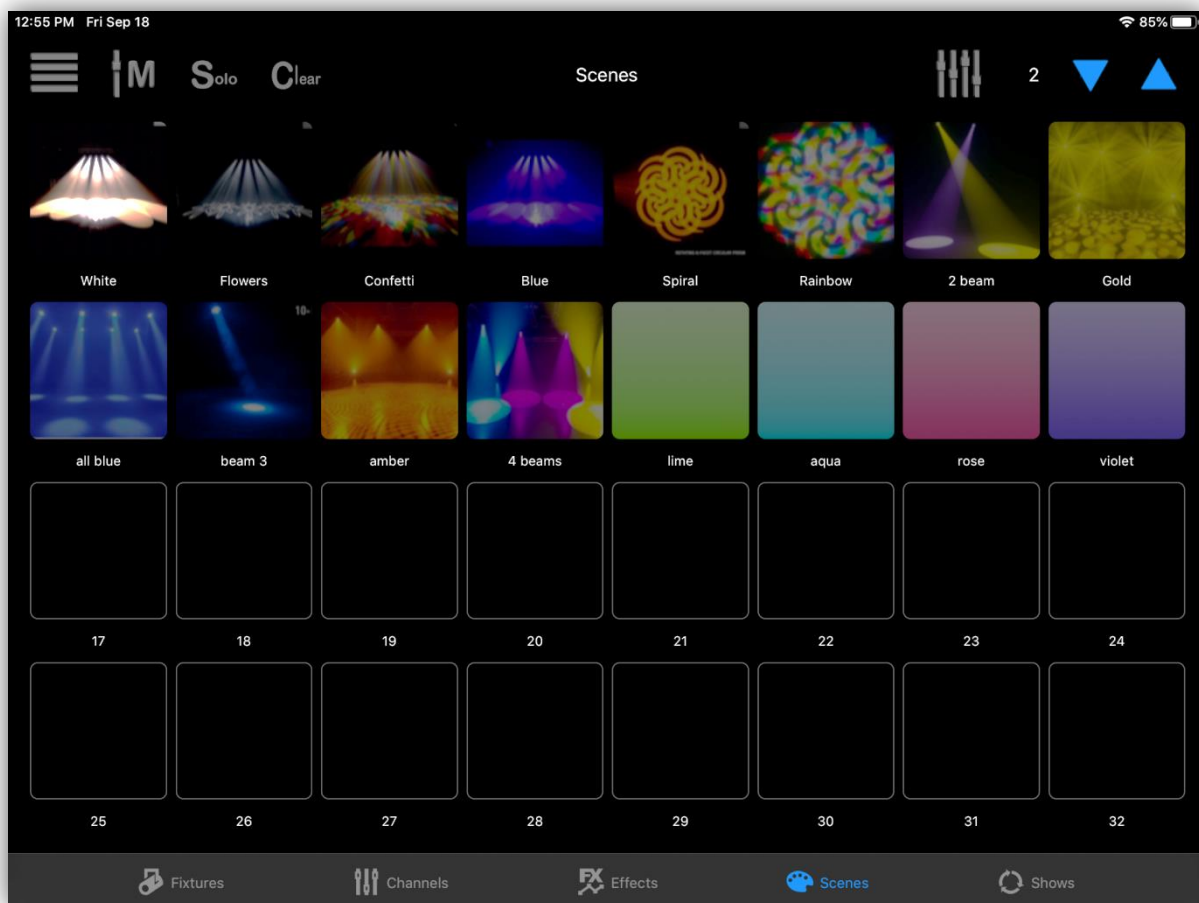 12:55 PM Fri Sep 18 85%
M Solo Clear Scenes 2
White Flowers Confetti Blue Spiral Rainbow 2 beam Gold
10
all blue beam 3 amber 4 beams lime aqua rose violet
17 18 19 20 21 22 23 24
25 26 27 28 29 30 31 32
Fixtures Channels FX Effects Scenes Shows